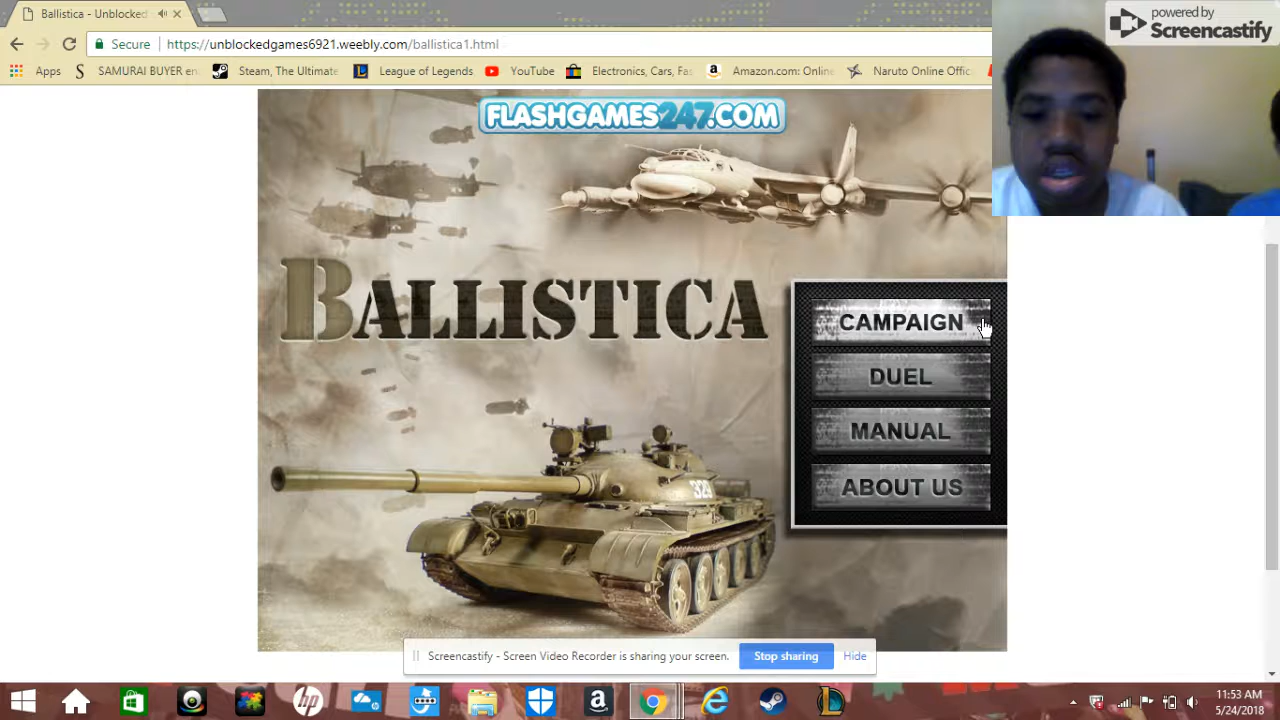 Ballistica - Unblocked
powered by
Screencastify
Secure
https://unblockedgames6921.weebly.com/ballistica1.html
Apps
SAMURAI BUYER en
Steam, The Ultimate
League of Legends
YouTube
Electronics, Cars, Fas
Amazon.com: Online
Naruto Online Offic
FLASHGAMES247.COM
BALLISTICA
CAMPAIGN
DUEL
MANUAL
ABOUT US
329
Screencastify - Screen Video Recorder is sharing your screen.
Stop sharing
Hide
11:53 AM
5/24/2018